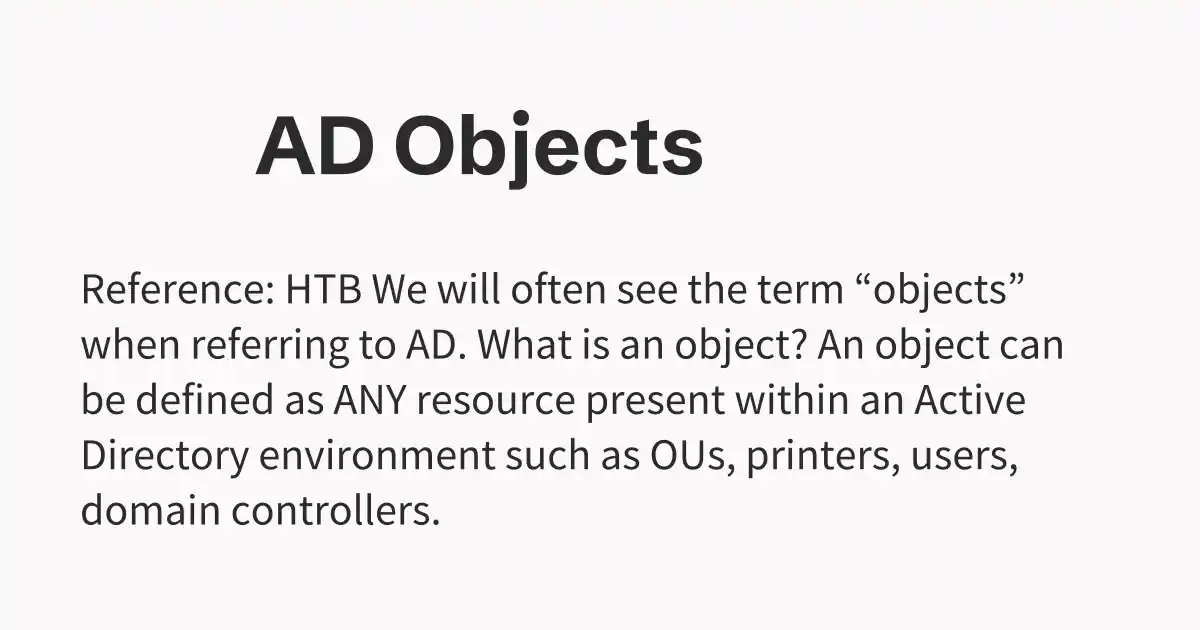 AD Objects
Reference: HTB We will often see the term “objects”
when referring to AD. What is an object? An object can
be defined as ANY resource present within an Active
Directory environment such as OUs, printers, users,
domain controllers.